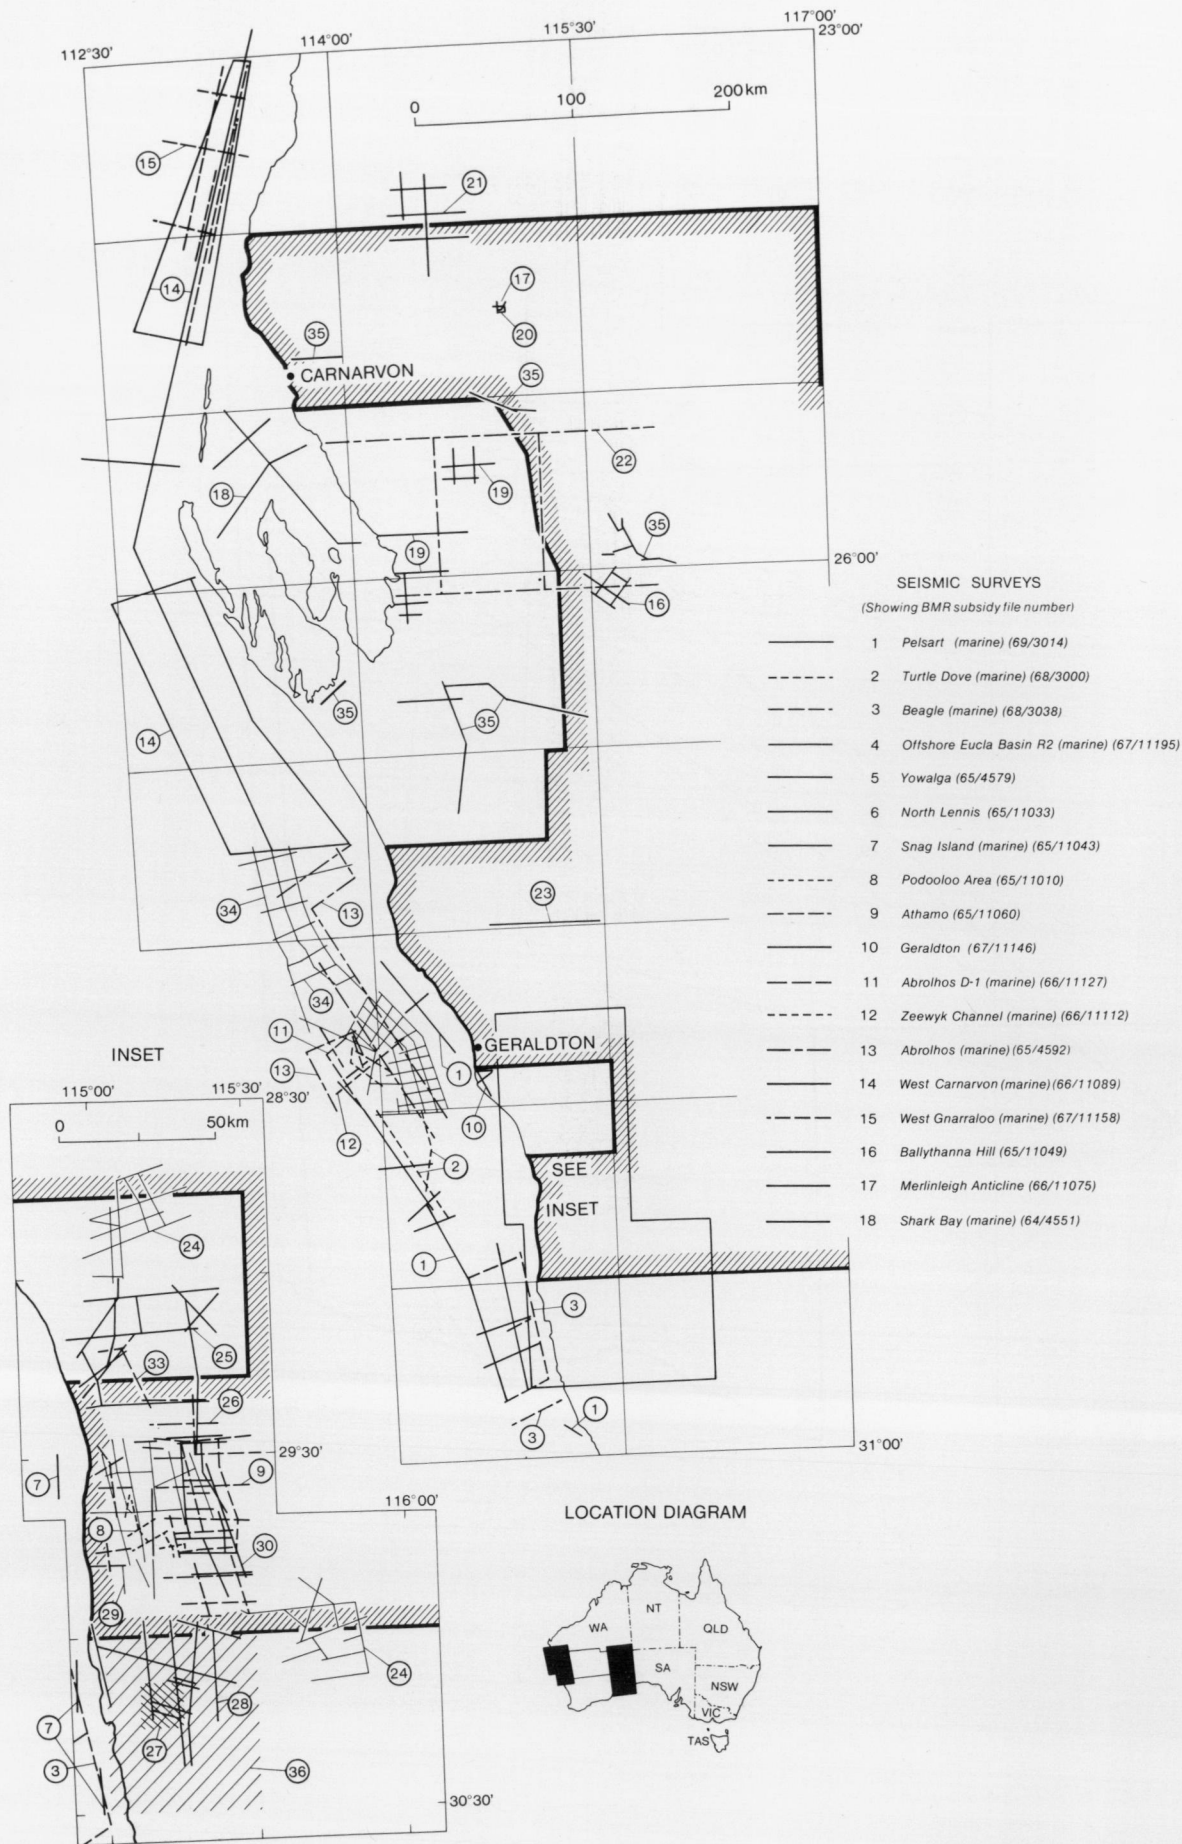 117°00'
115°30'
23°00'
114°00'
112°30'
0 100 200 km
15
21
14
17
20
35
CARNARVON
35
22
18
19
35
19
26°00'
16
35
35
14
23
34
13
34
11
GERALDTON
13
1
10
12
2
SEE
INSET
1
3
1
3
31°00'
SEISMIC SURVEYS
(Showing BMR subsidy file number)
1 Pelsart (marine) (69/3014)
2 Turtle Dove (marine) (68/3000)
3 Beagle (marine) (68/3038)
4 Offshore Eucla Basin R2 (marine) (67/11195)
5 Yowalga (65/4579)
6 North Lennis (65/11033)
7 Snag Island (marine) (65/11043)
8 Podooloo Area (65/11010)
9 Athamo (65/11060)
10 Geraldton (67/11146)
11 Abrolhos D-1 (marine) (66/11127)
12 Zeewyk Channel (marine) (66/11112)
13 Abrolhos (marine) (65/4592)
14 West Carnarvon (marine) (66/11089)
15 West Gnarraloo (marine) (67/11158)
16 Ballythanna Hill (65/11049)
17 Merlinleigh Anticline (66/11075)
18 Shark Bay (marine) (64/4551)
INSET
115°00' 115°30'
28°30'
0 50 km
24
25
33
26
29°30'
7
9
116°00'
8
30
29
24
28
7
27
3
36
30°30'
LOCATION DIAGRAM
NT
WA
QLD
SA
NSW
VIC
TAS